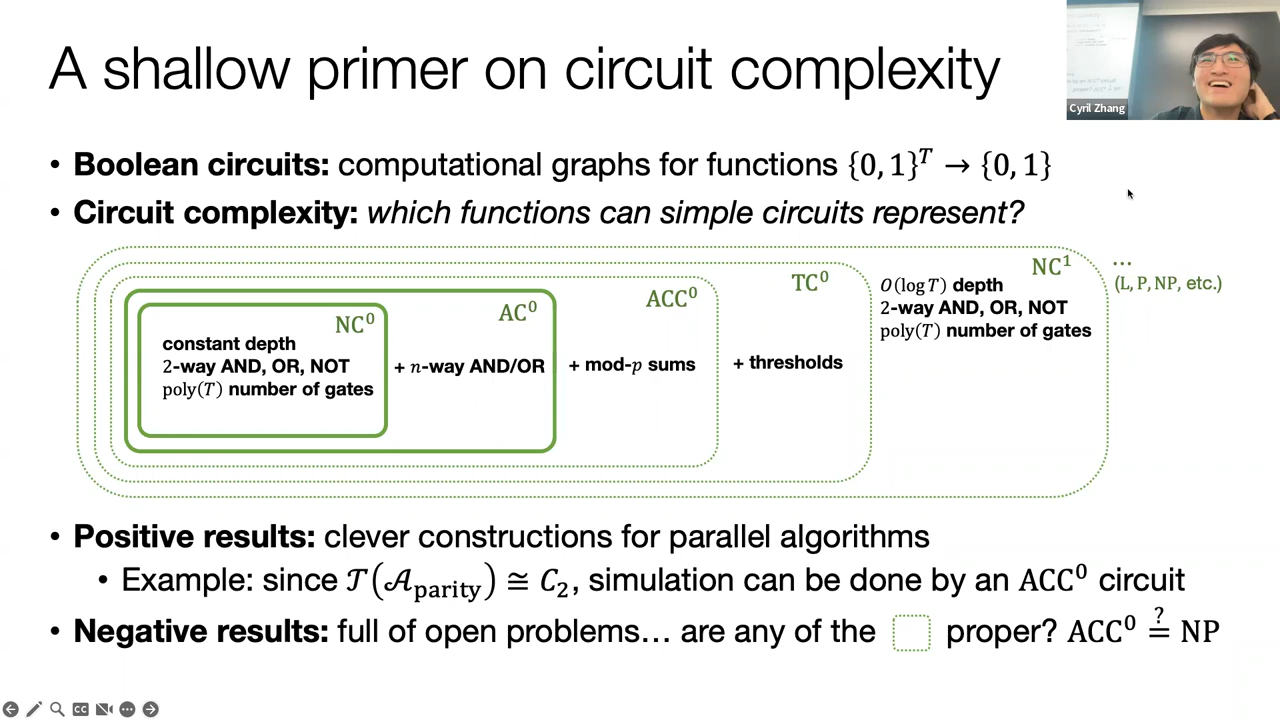 A shallow primer on circuit complexity
Cyril Zhang
• Boolean circuits: computational graphs for functions {0, 1}^T → {0, 1}
• Circuit complexity: which functions can simple circuits represent?
NC^0
constant depth
2-way AND, OR, NOT
poly(T) number of gates
AC^0
+ n-way AND/OR
ACC^0
+ mod-p sums
TC^0
+ thresholds
NC^1
O(log T) depth
2-way AND, OR, NOT
poly(T) number of gates
...
(L, P, NP, etc.)
• Positive results: clever constructions for parallel algorithms
• Example: since 𝒯(𝒜_parity) ≅ C_2, simulation can be done by an ACC^0 circuit
• Negative results: full of open problems… are any of the proper? ACC^0 ≟ NP
CC